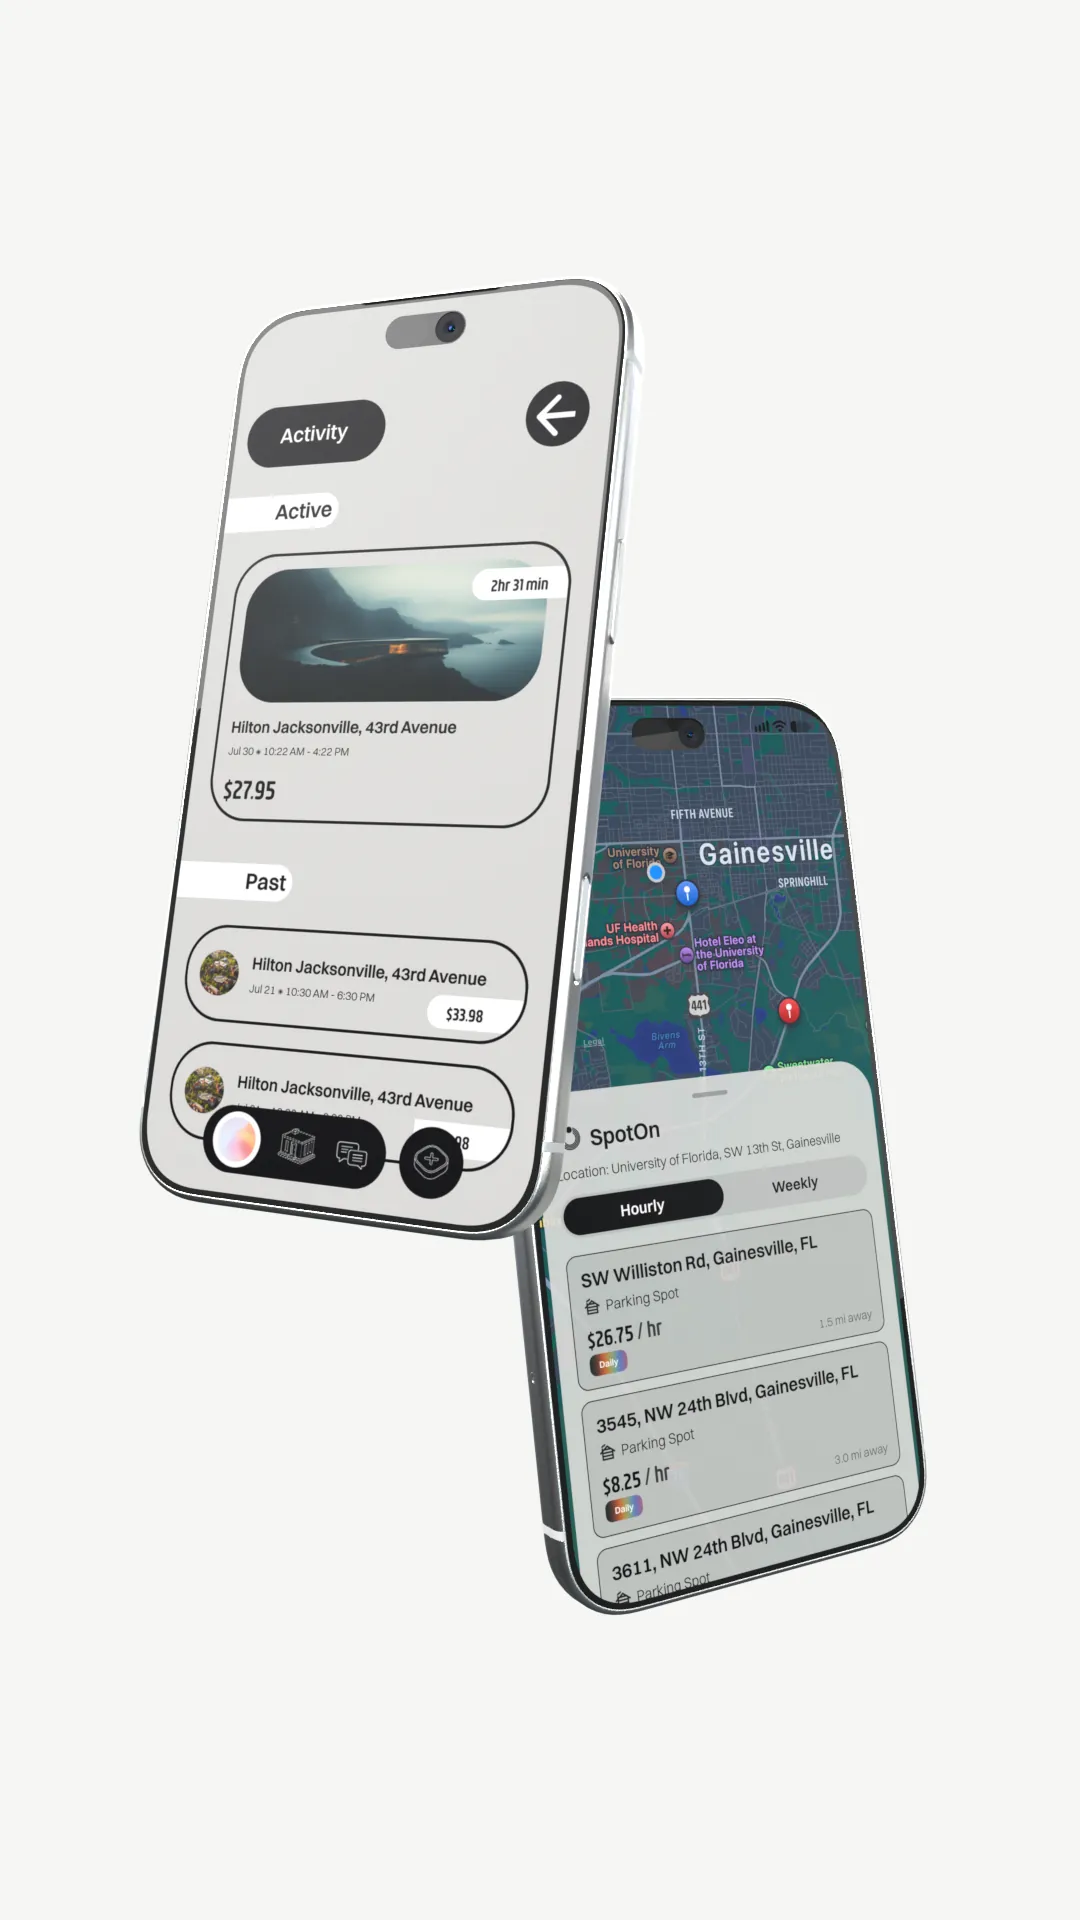 Activity
Active
2hr 31 min
Hilton Jacksonville, 43rd Avenue
Jul 30 • 10:22 AM - 4:22 PM
$27.95
Past
Hilton Jacksonville, 43rd Avenue
Jul 21 • 10:30 AM - 6:30 PM
$33.98
Hilton Jacksonville, 43rd Avenue
98
FIFTH AVENUE
University
of Florida
Gainesville
SPRINGHILL
UF Health
ands Hospital
Hotel Eleo at
the University
of Florida
441
Bivens
Arm
Legal
13TH ST
Sweetwater
SpotOn
Location: University of Florida, SW 13th St, Gainesville
Hourly
Weekly
SW Williston Rd, Gainesville, FL
Parking Spot
$26.75 / hr
1.5 mi away
Daily
3545, NW 24th Blvd, Gainesville, FL
Parking Spot
$8.25 / hr
3.0 mi away
Daily
3611, NW 24th Blvd, Gainesville, FL
Parking Spot